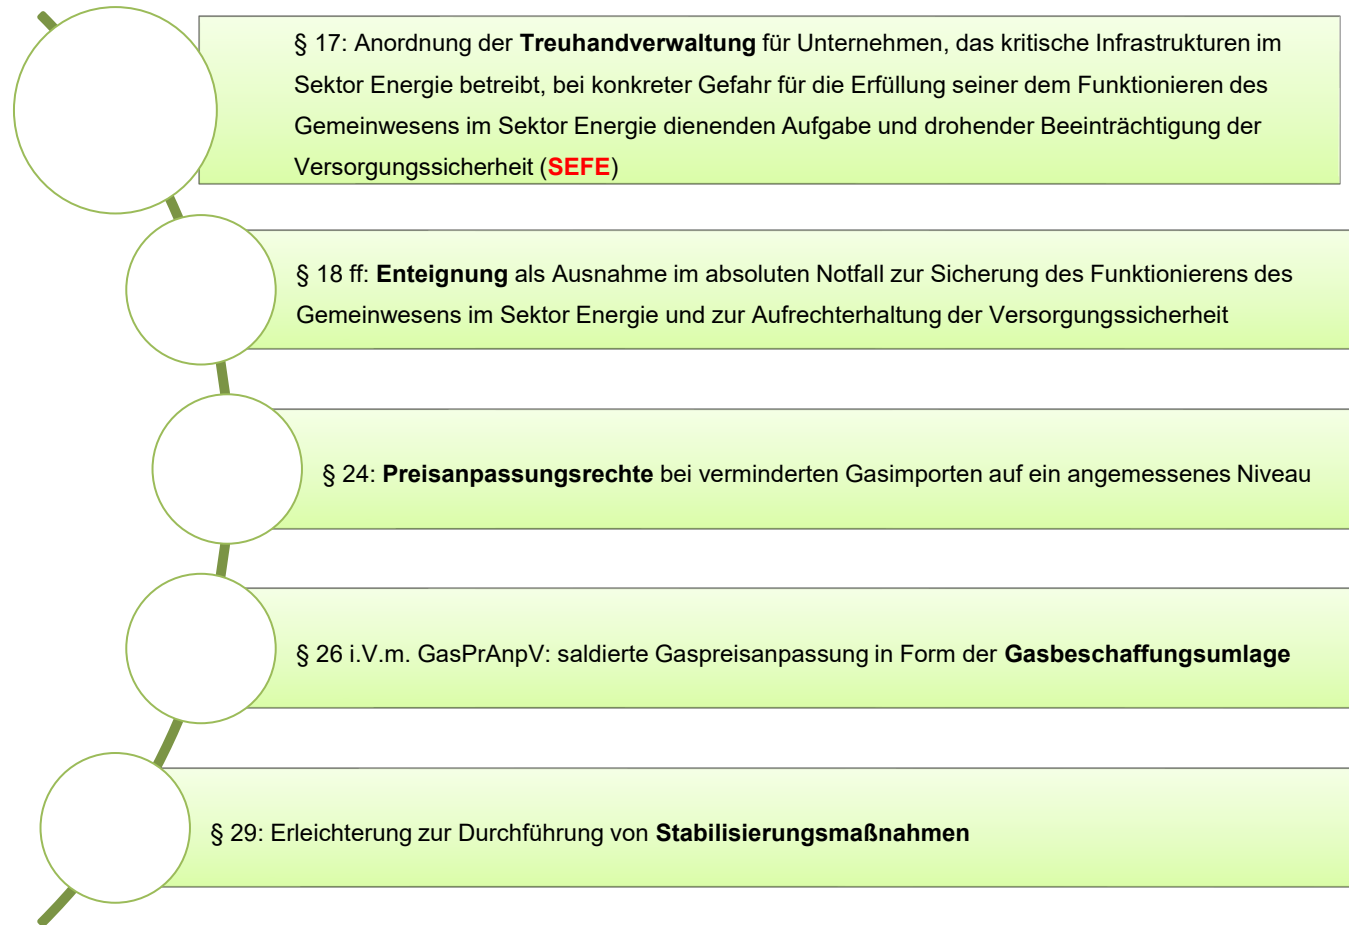 § 17: Anordnung der Treuhandverwaltung für Unternehmen, das kritische Infrastrukturen im
Sektor Energie betreibt, bei konkreter Gefahr für die Erfüllung seiner dem Funktionieren des
Gemeinwesens im Sektor Energie dienenden Aufgabe und drohender Beeinträchtigung der
Versorgungssicherheit (SEFE)
§ 18 ff: Enteignung als Ausnahme im absoluten Notfall zur Sicherung des Funktionierens des
Gemeinwesens im Sektor Energie und zur Aufrechterhaltung der Versorgungssicherheit
§ 24: Preisanpassungsrechte bei verminderten Gasimporten auf ein angemessenes Niveau
§ 26 i.V.m. GasPrAnpV: saldierte Gaspreisanpassung in Form der Gasbeschaffungsumlage
§ 29: Erleichterung zur Durchführung von Stabilisierungsmaßnahmen